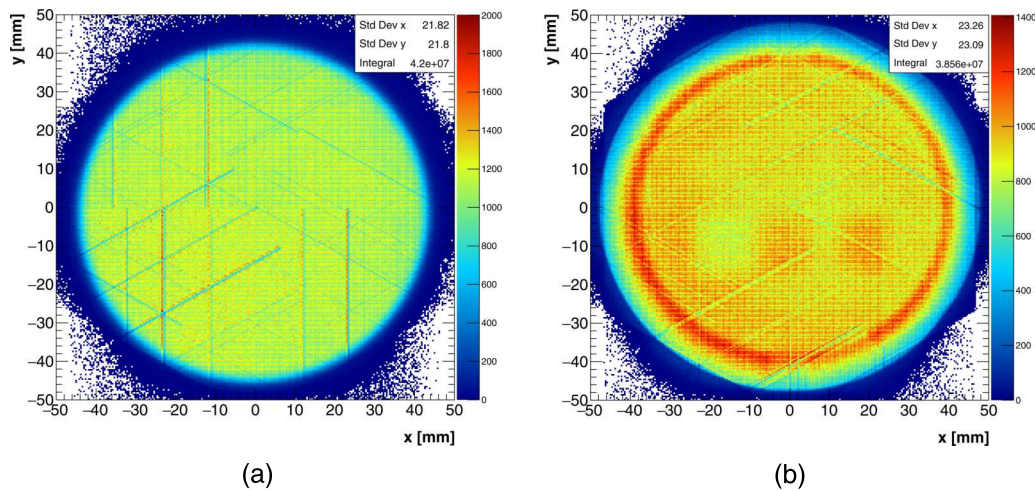 y [mm]
Std Dev x 21.82
Std Dev y 21.8
Integral 4.2e+07
50
40
30
20
10
0
−10
−20
−30
−40
−50
−50 −40 −30 −20 −10 0 10 20 30 40 50
x [mm]
2000
1800
1600
1400
1200
1000
800
600
400
200
0
(a)
y [mm]
Std Dev x 23.26
Std Dev y 23.09
Integral 3.856e+07
50
40
30
20
10
0
−10
−20
−30
−40
−50
−50 −40 −30 −20 −10 0 10 20 30 40 50
x [mm]
1400
1200
1000
800
600
400
200
0
(b)